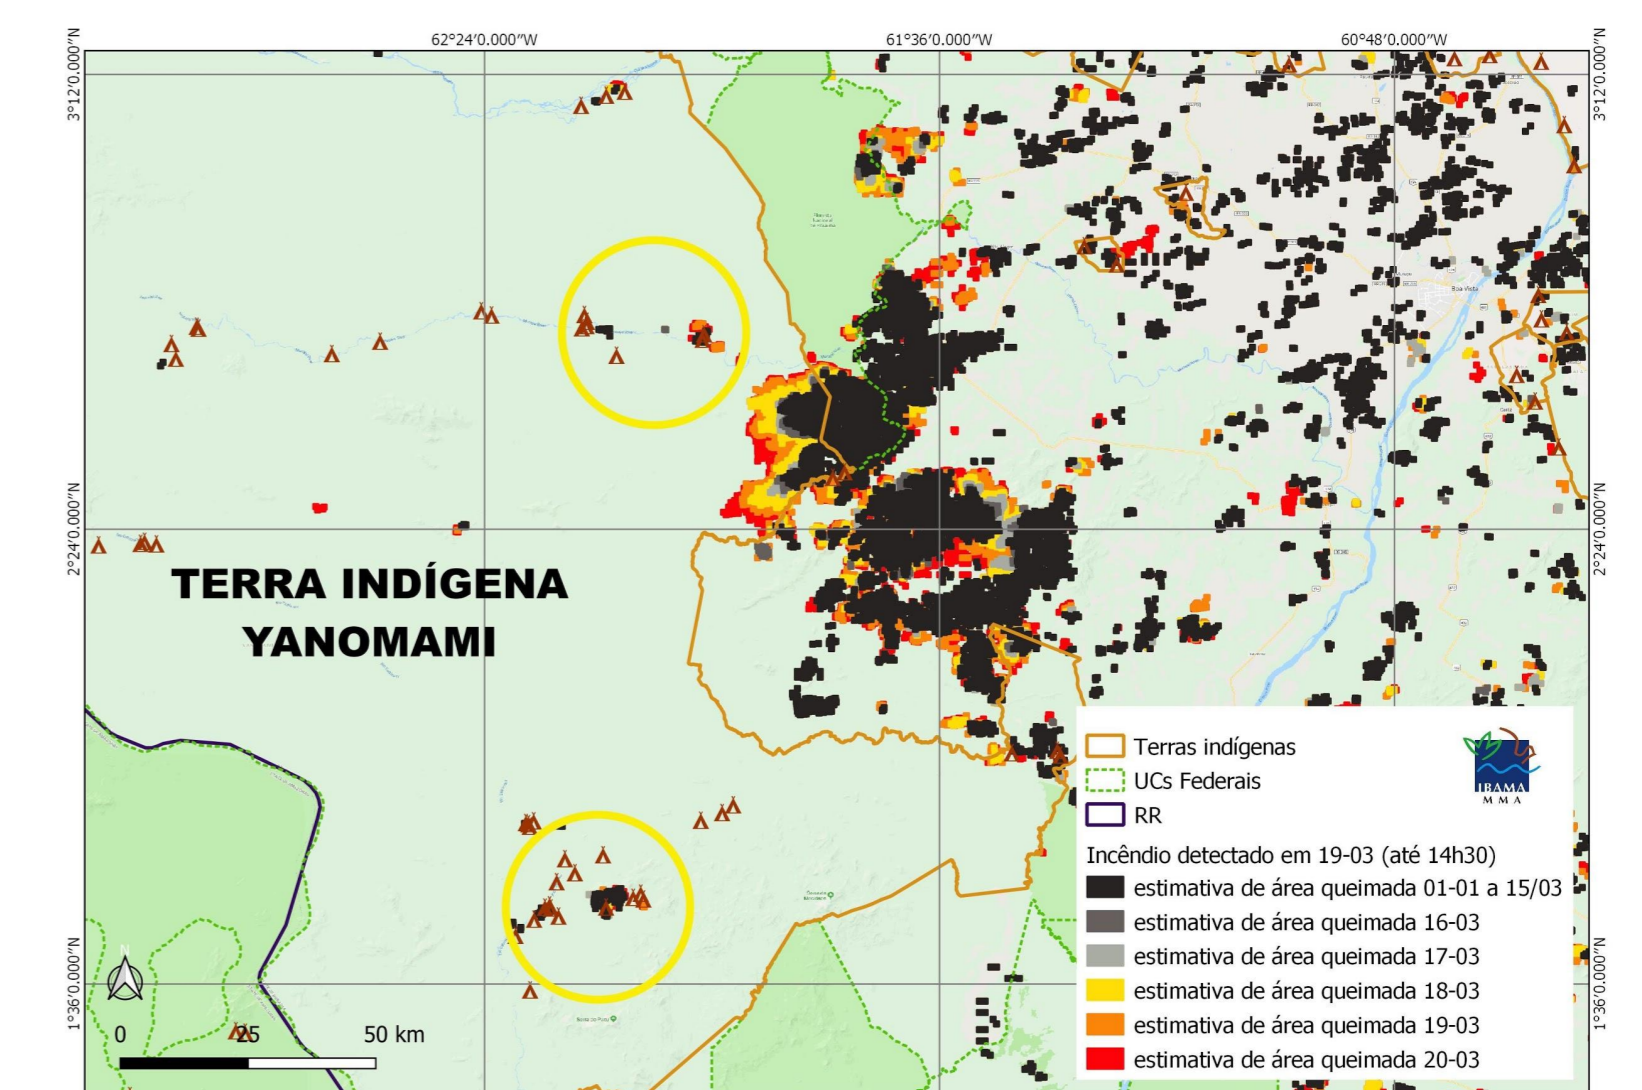 62°24′0.000″W
61°36′0.000″W
60°48′0.000″W
3°12′0.000″N
3°12′0.000″N
Boa Vista
2°24′0.000″N
2°24′0.000″N
TERRA INDÍGENA
YANOMAMI
Terras indígenas
UCs Federais
RR
IBAMA
M M A
Incêndio detectado em 19-03 (até 14h30)
estimativa de área queimada 01-01 a 15/03
estimativa de área queimada 16-03
estimativa de área queimada 17-03
estimativa de área queimada 18-03
estimativa de área queimada 19-03
estimativa de área queimada 20-03
1°36′0.000″N
1°36′0.000″N
N
0
25
50 km